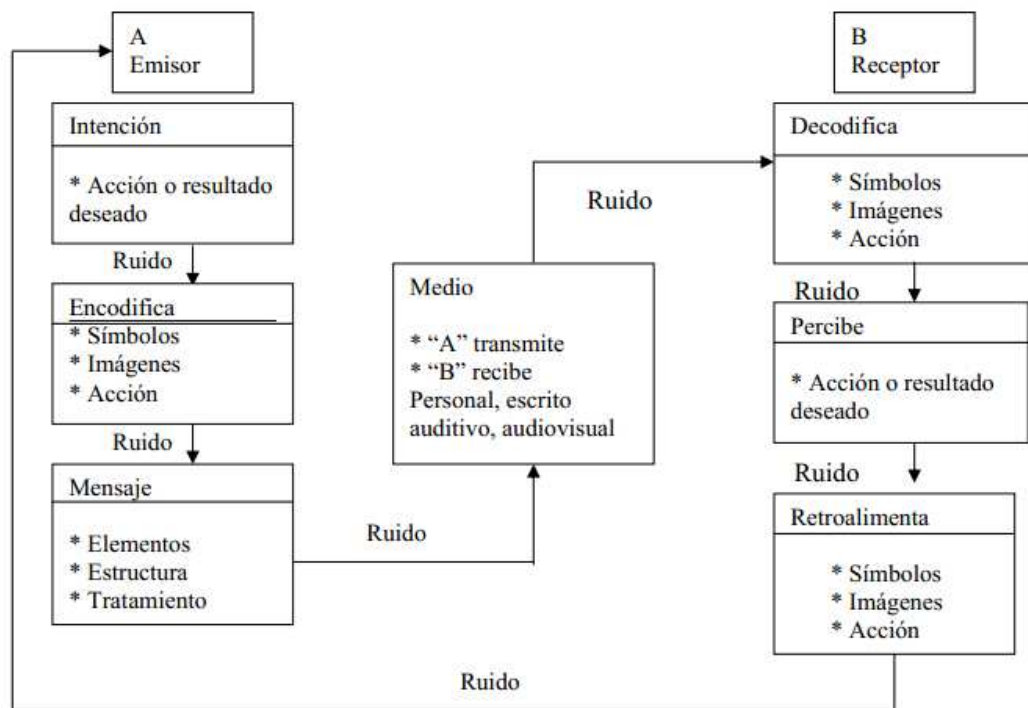 A
Emisor
Intención
* Acción o resultado
deseado
Ruido
Encodifica
* Símbolos
* Imágenes
* Acción
Ruido
Mensaje
* Elementos
* Estructura
* Tratamiento
Ruido
Medio
* “A” transmite
* “B” recibe
Personal, escrito
auditivo, audiovisual
Ruido
B
Receptor
Decodifica
* Símbolos
* Imágenes
* Acción
Ruido
Percibe
* Acción o resultado
deseado
Ruido
Retroalimenta
* Símbolos
* Imágenes
* Acción
Ruido